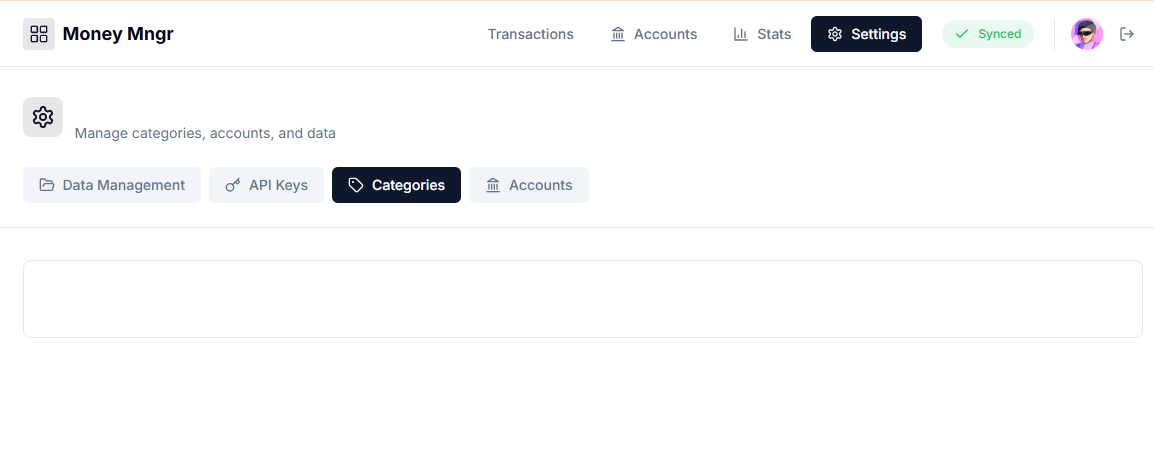 Money Mngr
Transactions
Accounts
Stats
Settings
Synced
Manage categories, accounts, and data
Data Management
API Keys
Categories
Accounts